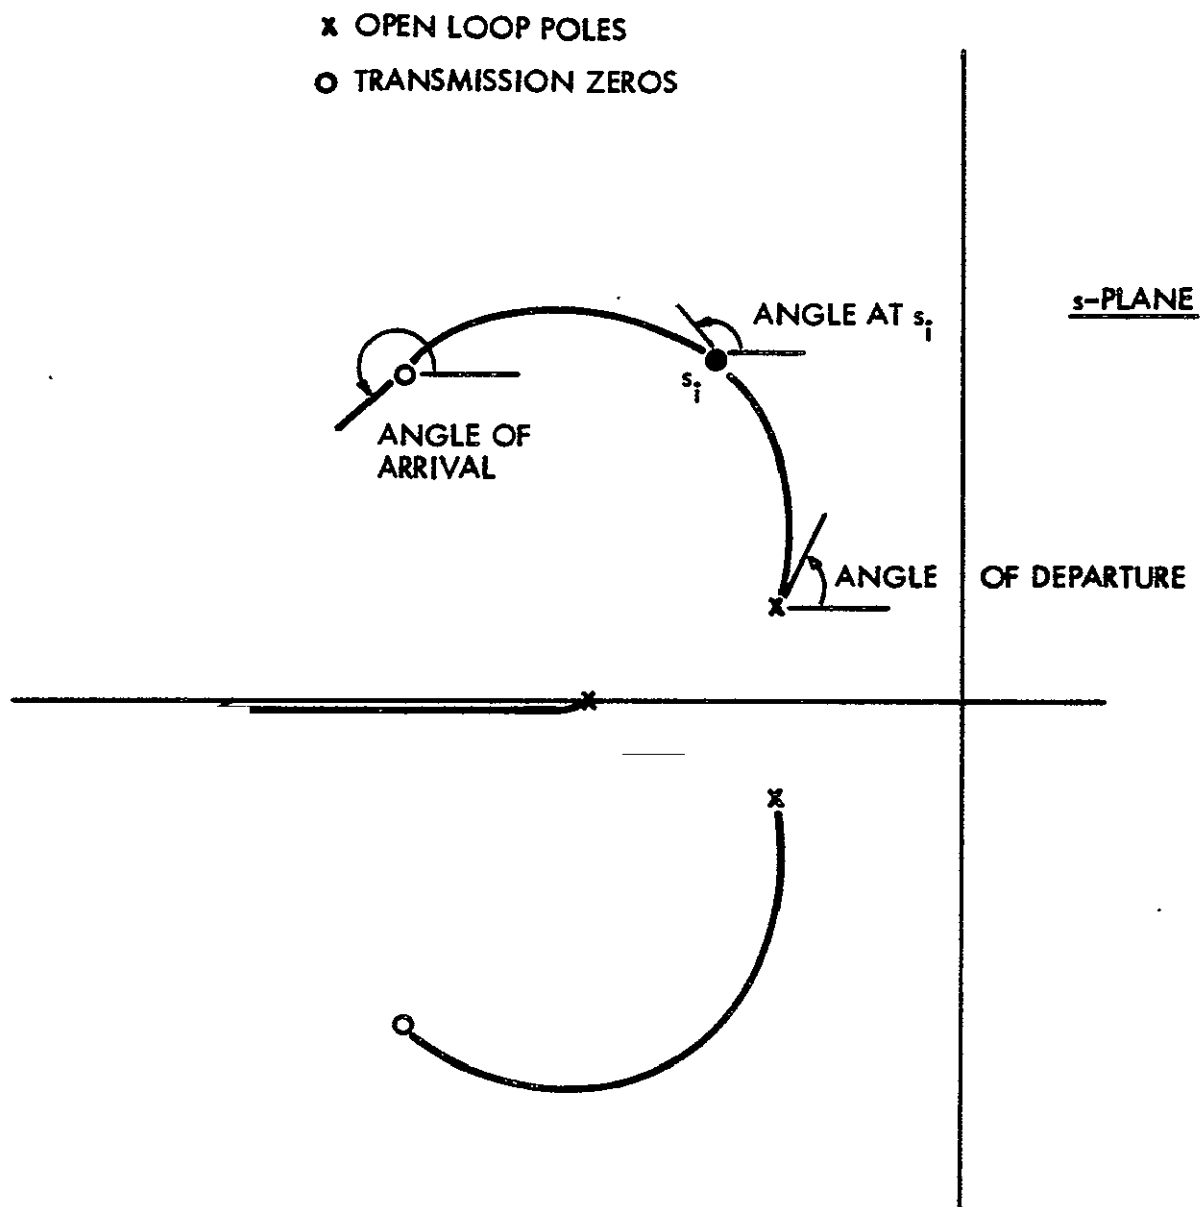 x OPEN LOOP POLES
o TRANSMISSION ZEROS
s-PLANE
ANGLE AT s_i
s_i
ANGLE OF
ARRIVAL
ANGLE OF DEPARTURE